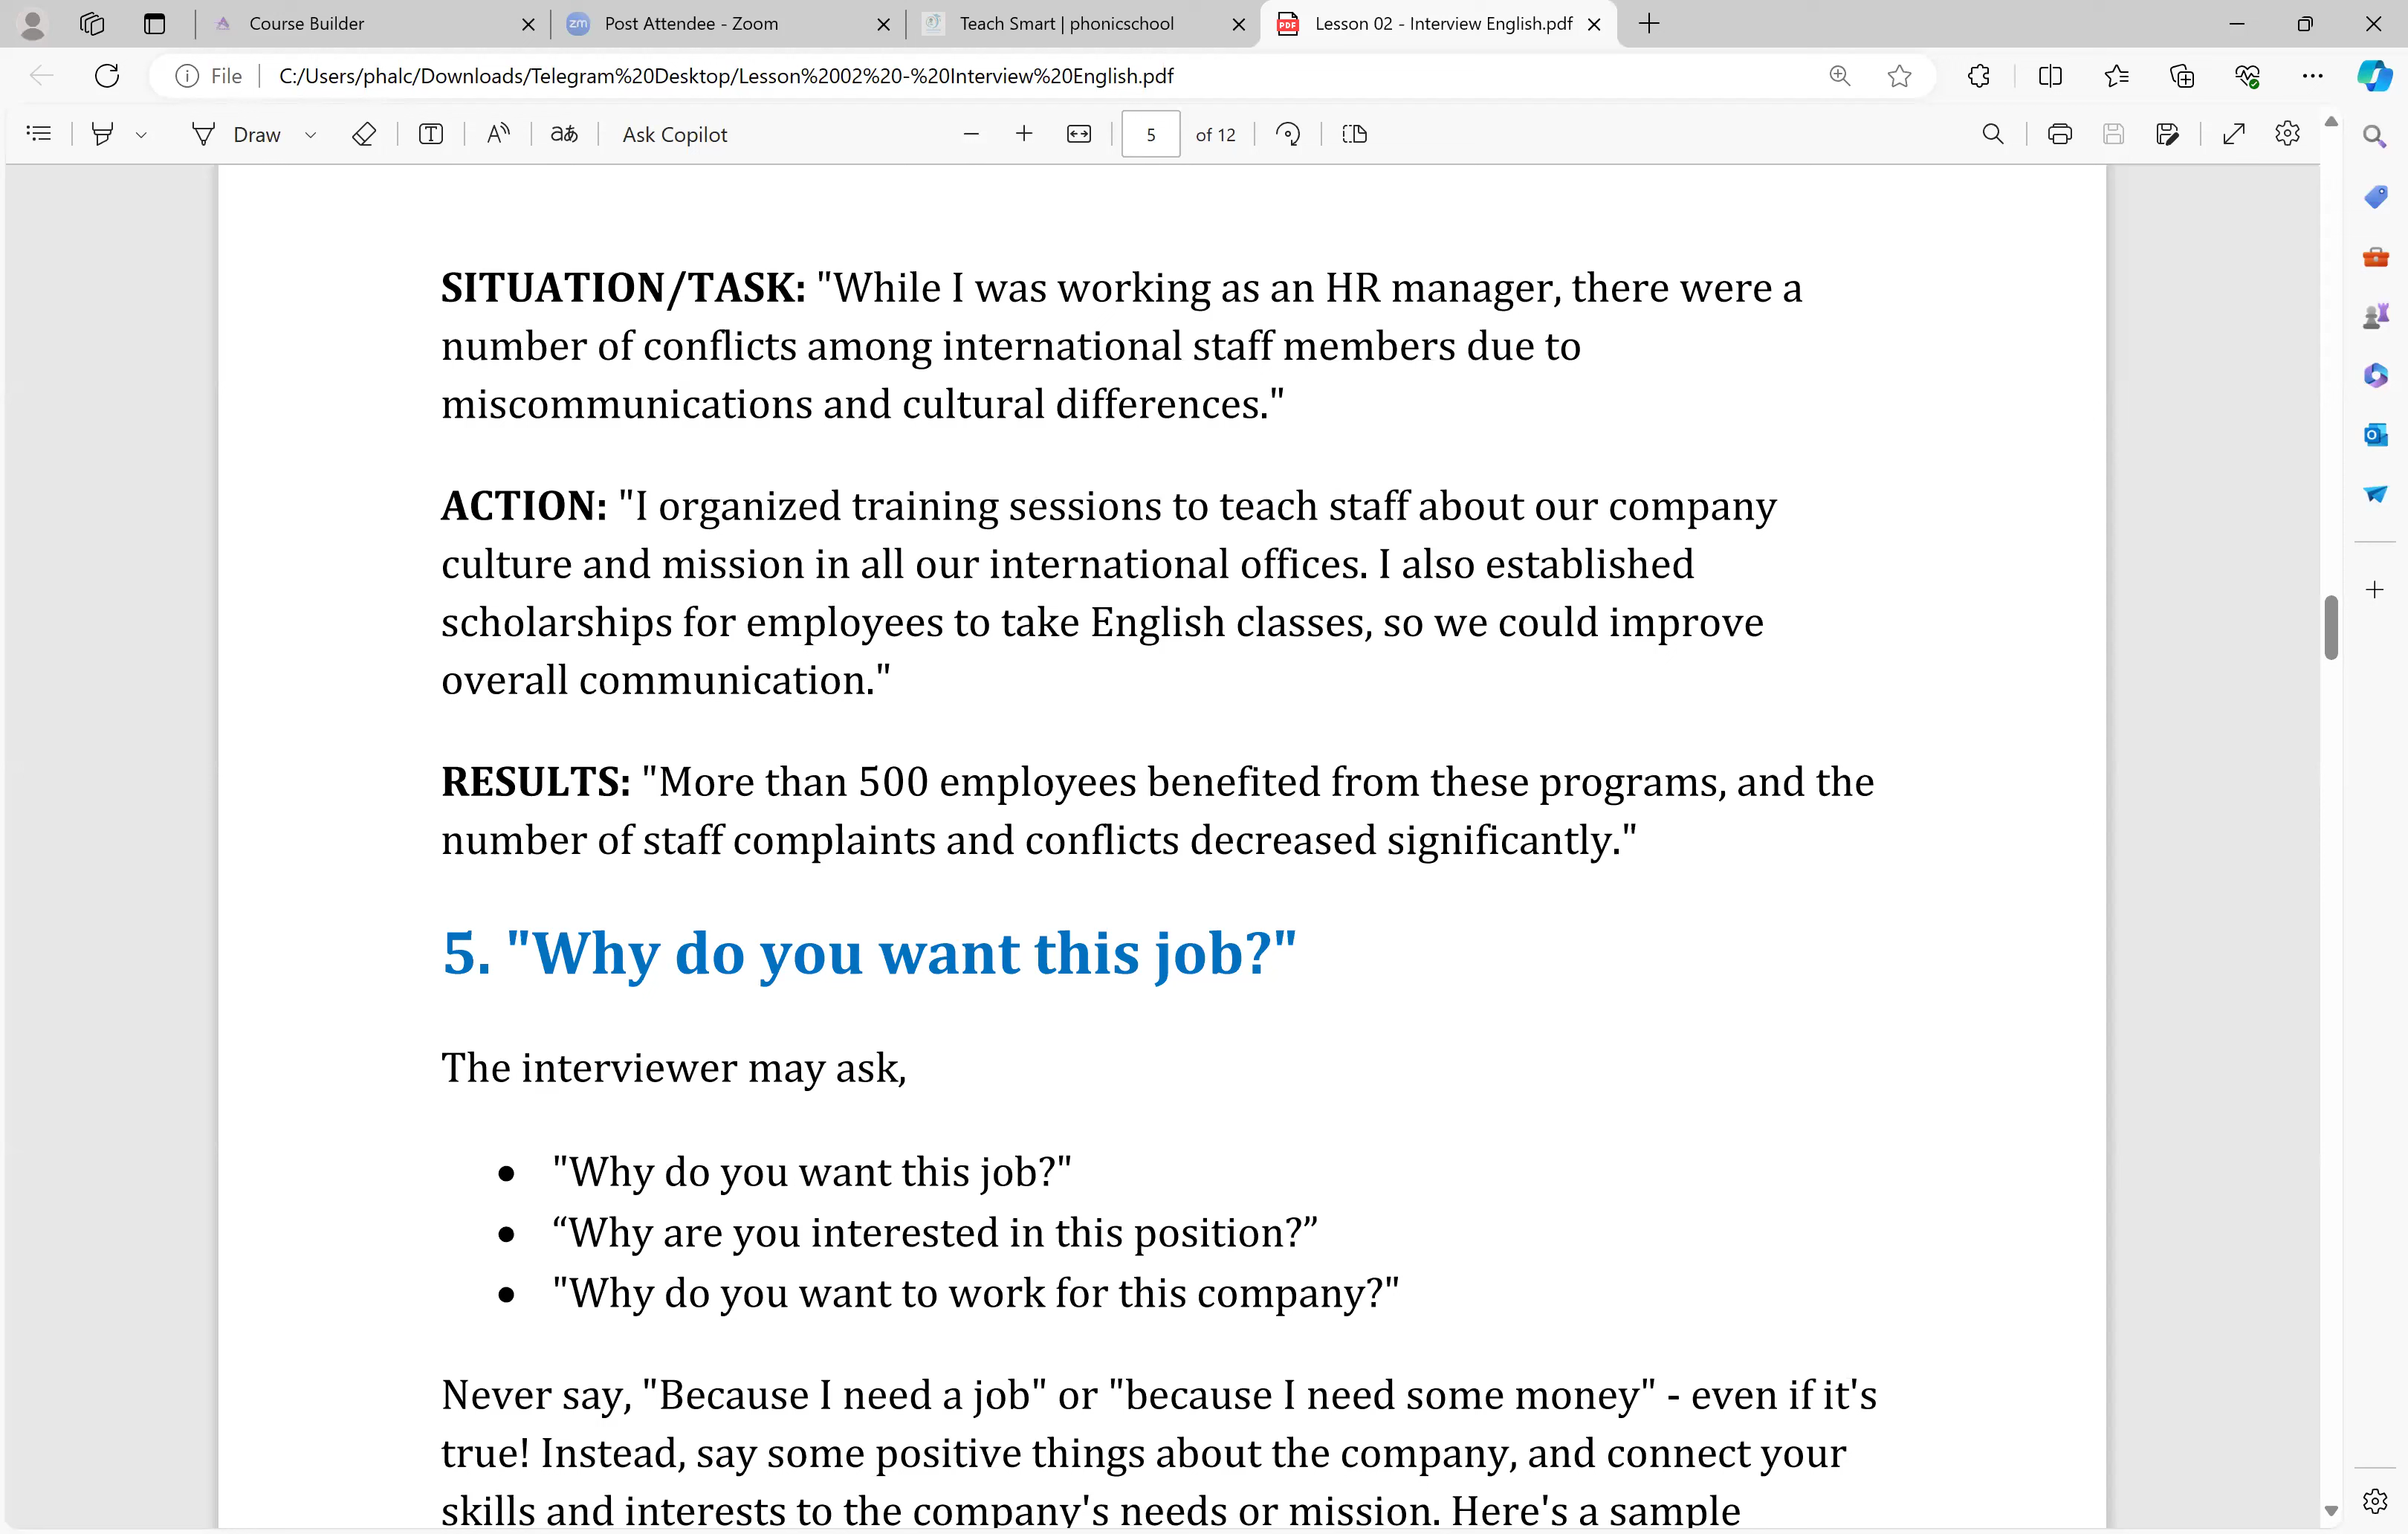 Course Builder
zm Post Attendee - Zoom
Teach Smart | phonicschool
PDF Lesson 02 - Interview English.pdf
File C:/Users/phalc/Downloads/Telegram%20Desktop/Lesson%2002%20-%20Interview%20English.pdf
Draw
Ask Copilot
5 of 12
SITUATION/TASK: "While I was working as an HR manager, there were a
number of conflicts among international staff members due to
miscommunications and cultural differences."
ACTION: "I organized training sessions to teach staff about our company
culture and mission in all our international offices. I also established
scholarships for employees to take English classes, so we could improve
overall communication."
RESULTS: "More than 500 employees benefited from these programs, and the
number of staff complaints and conflicts decreased significantly."
5. "Why do you want this job?"
The interviewer may ask,
• "Why do you want this job?"
• “Why are you interested in this position?”
• "Why do you want to work for this company?"
Never say, "Because I need a job" or "because I need some money" - even if it's
true! Instead, say some positive things about the company, and connect your
skills and interests to the company's needs or mission. Here's a sample